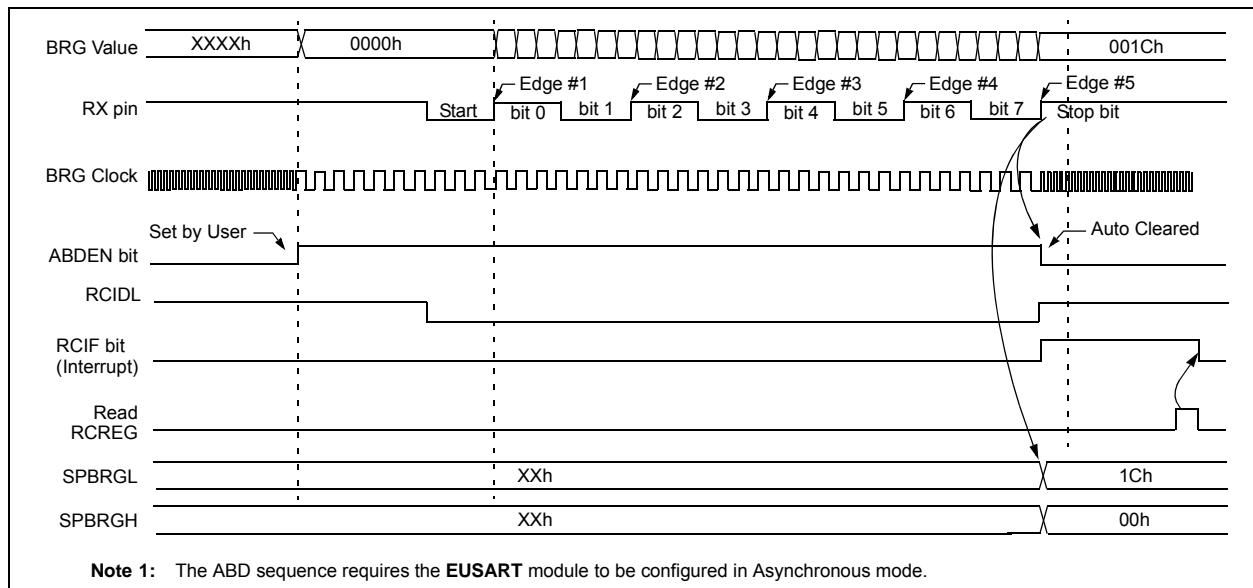 BRG Value XXXXh 0000h 001Ch
Edge #1 Edge #2 Edge #3 Edge #4 Edge #5
RX pin Start bit 0 bit 1 bit 2 bit 3 bit 4 bit 5 bit 6 bit 7 Stop bit
BRG Clock
Set by User Auto Cleared
ABDEN bit
RCIDL
RCIF bit
(Interrupt)
Read
RCREG
SPBRGL XXh 1Ch
SPBRGH XXh 00h
Note 1: The ABD sequence requires the EUSART module to be configured in Asynchronous mode.